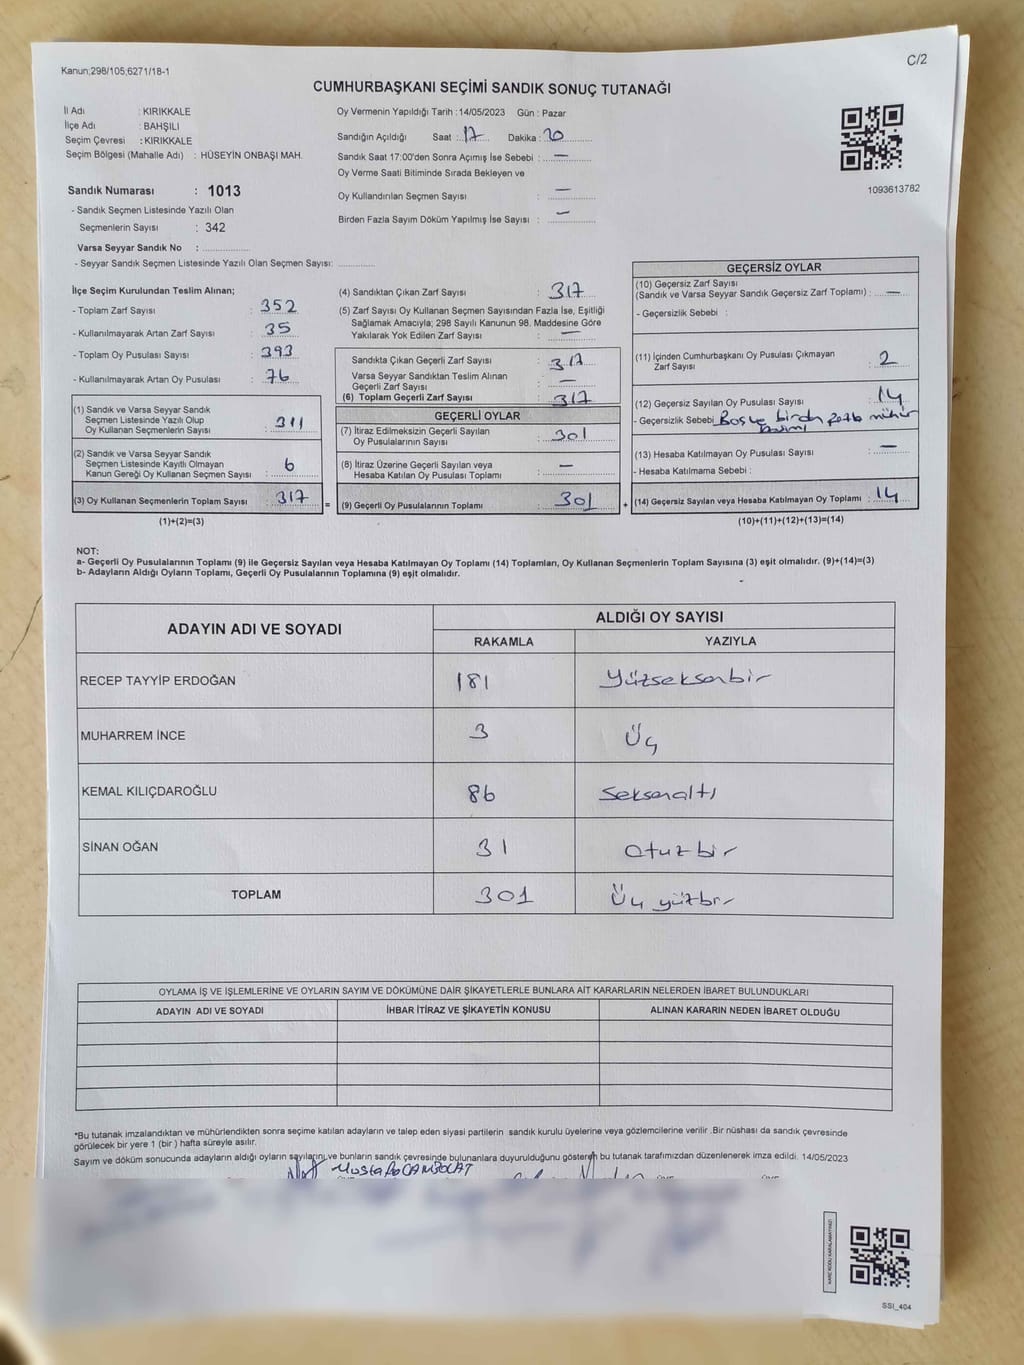 Kanun;298/105;6271/18-1
C/2
CUMHURBAŞKANI SEÇİMİ SANDIK SONUÇ TUTANAĞI
İl Adı : KIRIKKALE
İlçe Adı : BAHŞILI
Seçim Çevresi : KIRIKKALE
Seçim Bölgesi (Mahalle Adı) : HÜSEYİN ONBAŞI MAH.
Sandık Numarası : 1013
- Sandık Seçmen Listesinde Yazılı Olan
Seçmenlerin Sayısı : 342
Varsa Seyyar Sandık No :
- Seyyar Sandık Seçmen Listesinde Yazılı Olan Seçmen Sayısı:
Oy Vermenin Yapıldığı Tarih : 14/05/2023 Gün : Pazar
Sandığın Açıldığı Saat : 17 Dakika : 20
Sandık Saat 17:00'den Sonra Açımış İse Sebebi : —
Oy Verme Saati Bitiminde Sırada Bekleyen ve
Oy Kullandırılan Seçmen Sayısı : —
Birden Fazla Sayım Döküm Yapılmış İse Sayısı : —
1093613782
İlçe Seçim Kurulundan Teslim Alınan;
- Toplam Zarf Sayısı : 352
- Kullanılmayarak Artan Zarf Sayısı : 35
- Toplam Oy Pusulası Sayısı : 393
- Kullanılmayarak Artan Oy Pusulası : 76
(1) Sandık ve Varsa Seyyar Sandık
Seçmen Listesinde Yazılı Olup
Oy Kullanan Seçmenlerin Sayısı : 311
(2) Sandık ve Varsa Seyyar Sandık
Seçmen Listesinde Kayıtlı Olmayan
Kanun Gereği Oy Kullanan Seçmen Sayısı : 6
(3) Oy Kullanan Seçmenlerin Toplam Sayısı : 317
(1)+(2)=(3)
=
(4) Sandıktan Çıkan Zarf Sayısı : 317
(5) Zarf Sayısı Oy Kullanan Seçmen Sayısından Fazla İse, Eşitliği
Sağlamak Amacıyla; 298 Sayılı Kanunun 98. Maddesine Göre
Yakılarak Yok Edilen Zarf Sayısı : —
Sandıkta Çıkan Geçerli Zarf Sayısı : 317
Varsa Seyyar Sandıktan Teslim Alınan
Geçerli Zarf Sayısı : —
(6) Toplam Geçerli Zarf Sayısı : 317
GEÇERLİ OYLAR
(7) İtiraz Edilmeksizin Geçerli Sayılan
Oy Pusulalarının Sayısı : 301
(8) İtiraz Üzerine Geçerli Sayılan veya
Hesaba Katılan Oy Pusulası Toplamı : —
(9) Geçerli Oy Pusulalarının Toplamı : 301
+
GEÇERSİZ OYLAR
(10) Geçersiz Zarf Sayısı
(Sandık ve Varsa Seyyar Sandık Geçersiz Zarf Toplamı) : —
- Geçersizlik Sebebi :
(11) İçinden Cumhurbaşkanı Oy Pusulası Çıkmayan
Zarf Sayısı : 2
(12) Geçersiz Sayılan Oy Pusulası Sayısı : 14
- Geçersizlik Sebebi : Boş ve birden fazla mühür
basımı
(13) Hesaba Katılmayan Oy Pusulası Sayısı : —
- Hesaba Katılmama Sebebi :
(14) Geçersiz Sayılan veya Hesaba Katılmayan Oy Toplamı : 14
(10)+(11)+(12)+(13)=(14)
NOT:
a- Geçerli Oy Pusulalarının Toplamı (9) ile Geçersiz Sayılan veya Hesaba Katılmayan Oy Toplamı (14) Toplamları, Oy Kullanan Seçmenlerin Toplam Sayısına (3) eşit olmalıdır. (9)+(14)=(3)
b- Adayların Aldığı Oyların Toplamı, Geçerli Oy Pusulalarının Toplamına (9) eşit olmalıdır.
ADAYIN ADI VE SOYADI
ALDIĞI OY SAYISI
RAKAMLA YAZIYLA
RECEP TAYYİP ERDOĞAN 181 Yüzseksenbir
MUHARREM İNCE 3 Üç
KEMAL KILIÇDAROĞLU 86 Seksenaltı
SİNAN OĞAN 31 Otuzbir
TOPLAM 301 Üç yüzbir
OYLAMA İŞ VE İŞLEMLERİNE VE OYLARIN SAYIM VE DÖKÜMÜNE DAİR ŞİKAYETLERLE BUNLARA AİT KARARLARIN NELERDEN İBARET BULUNDUKLARI
ADAYIN ADI VE SOYADI İHBAR İTİRAZ VE ŞİKAYETİN KONUSU ALINAN KARARIN NEDEN İBARET OLDUĞU
*Bu tutanak imzalandıktan ve mühürlendikten sonra seçime katılan adayların ve talep eden siyasi partilerin sandık kurulu üyelerine veya gözlemcilerine verilir .Bir nüshası da sandık çevresinde
görülecek bir yere 1 (bir ) hafta süreyle asılır.
Sayım ve döküm sonucunda adayların aldığı oyların sayılarını ve bunların sandık çevresinde bulunanlara duyurulduğunu gösteren bu tutanak tarafımızdan düzenlenerek imza edildi. 14/05/2023
KARE KODU KARALAMAYINIZ!
SSI_404